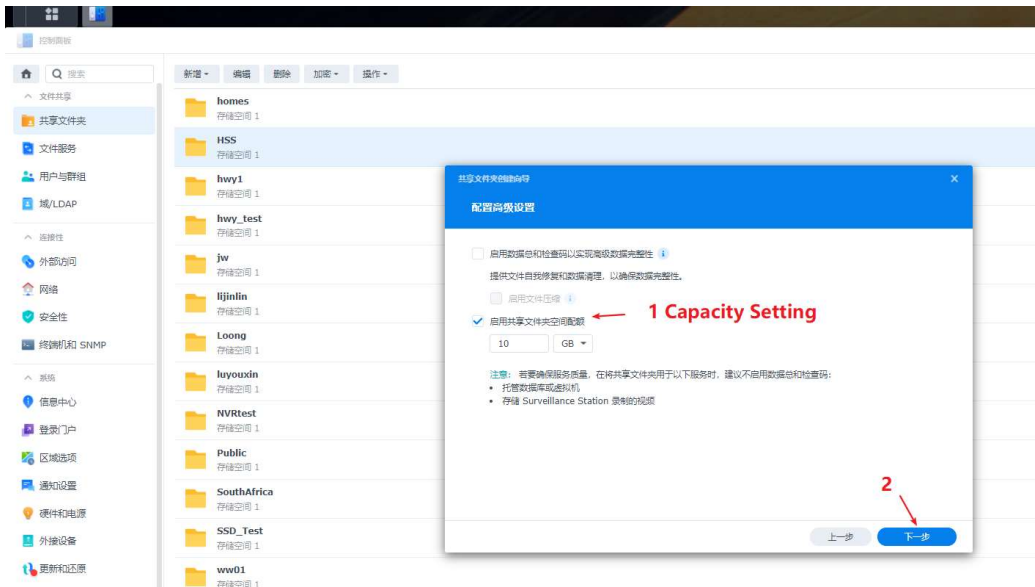 控制面板
搜索
新增
编辑
删除
加密
操作
文件共享
共享文件夹
文件服务
用户与群组
域/LDAP
连接性
外部访问
网络
安全性
终端机和 SNMP
系统
信息中心
登录门户
区域选项
通知设置
硬件和电源
外接设备
更新和还原
homes
存储空间 1
HSS
存储空间 1
hwy1
存储空间 1
hwy_test
存储空间 1
jw
存储空间 1
lijinlin
存储空间 1
Loong
存储空间 1
luyouxin
存储空间 1
NVRtest
存储空间 1
Public
存储空间 1
SouthAfrica
存储空间 1
SSD_Test
存储空间 1
ww01
存储空间 1
共享文件夹创建向导
配置高级设置
启用数据总和检查码以实现高级数据完整性
提供文件自我修复和数据清理，以确保数据完整性。
启用文件压缩
启用共享文件夹空间配额
1 Capacity Setting
10 GB
注意： 若要确保服务质量，在将共享文件夹用于以下服务时，建议不启用数据总和检查码：
• 托管数据库或虚拟机
• 存储 Surveillance Station 录制的视频
2
上一步
下一步